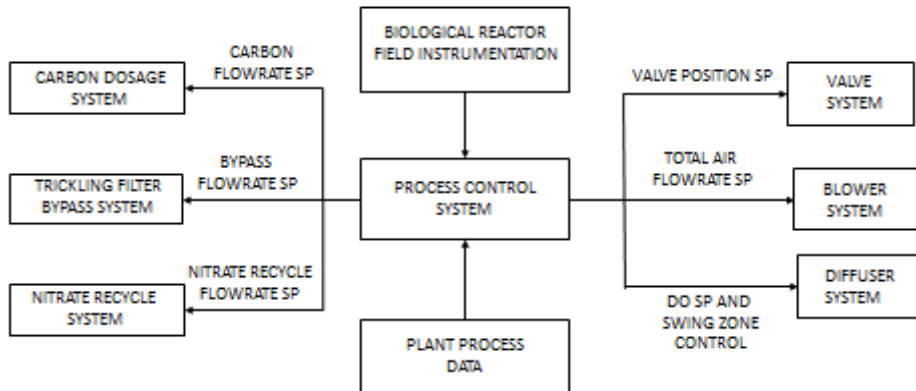 BIOLOGICAL REACTOR
FIELD INSTRUMENTATION
CARBON
FLOWRATE SP
CARBON DOSAGE
SYSTEM
VALVE POSITION SP
VALVE
SYSTEM
BYPASS
FLOWRATE SP
TRICKLING FILTER
BYPASS SYSTEM
PROCESS CONTROL
SYSTEM
TOTAL AIR
FLOWRATE SP
BLOWER
SYSTEM
NITRATE RECYCLE
FLOWRATE SP
NITRATE RECYCLE
SYSTEM
DIFFUSER
SYSTEM
DO SP AND
SWING ZONE
CONTROL
PLANT PROCESS
DATA